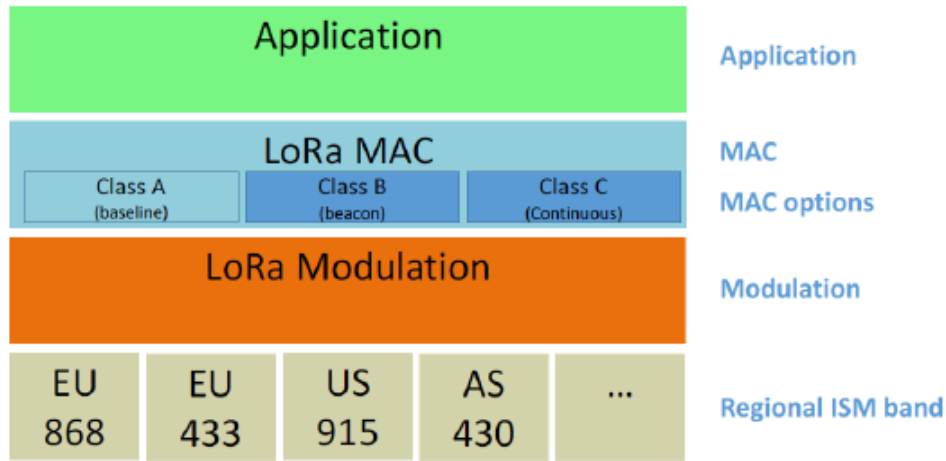 Application
Application
LoRa MAC
MAC
Class A
(baseline)
Class B
(beacon)
Class C
(Continuous)
MAC options
LoRa Modulation
Modulation
EU
868
EU
433
US
915
AS
430
...
Regional ISM band